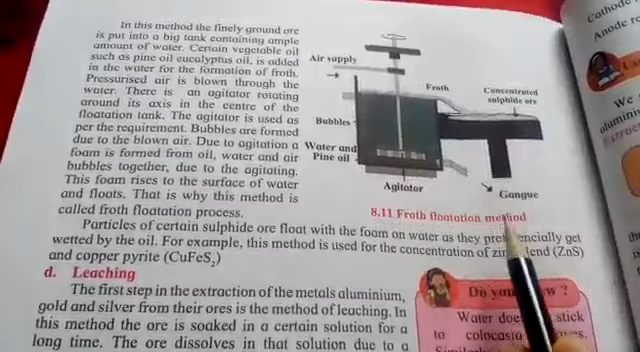 In this method the finely ground ore
is put into a big tank containing ample
amount of water. Certain vegetable oil
such as pine oil eucalyptus oil, is added
in the water for the formation of froth.
Pressurised air is blown through the
water. There is an agitator rotating
around its axis in the centre of the
floatation tank. The agitator is used as
per the requirement. Bubbles are formed
due to the blown air. Due to agitation a
foam is formed from oil, water and air
bubbles together, due to the agitating.
This foam rises to the surface of water
and floats. That is why this method is
called froth floatation process.
Air supply
Froth
Concentrated
sulphide ore
Bubbles
Water and
Pine oil
Agitator
Gangue
8.11 Froth floatation method
Particles of certain sulphide ore float with the foam on water as they get
wetted by the oil. For example, this method is used for the concentration of (ZnS)
and copper pyrite (CuFeS2)
d. Leaching
The first step in the extraction of the metals aluminium,
gold and silver from their ores is the method of leaching. In
this method the ore is soaked in a certain solution for a
long time. The ore dissolves in that solution due to a
Do you ?
Water stick
to colocasia
Cathode
Anode
We